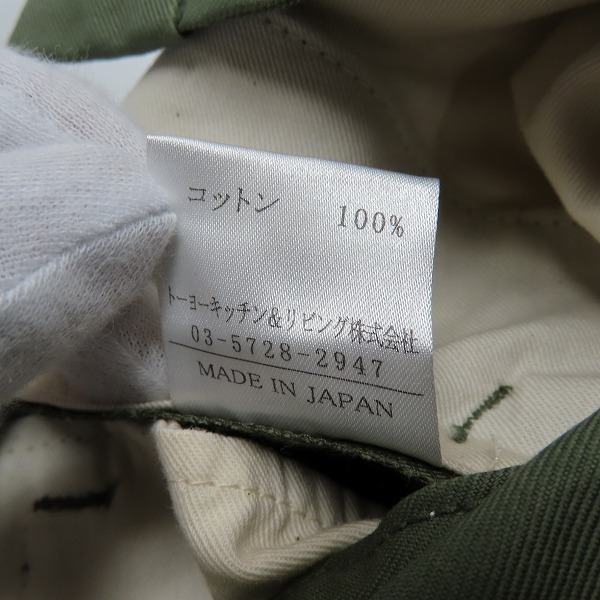 コットン 100%
トーヨーキッチン&リビング株式会社
03-5728-2947
MADE IN JAPAN